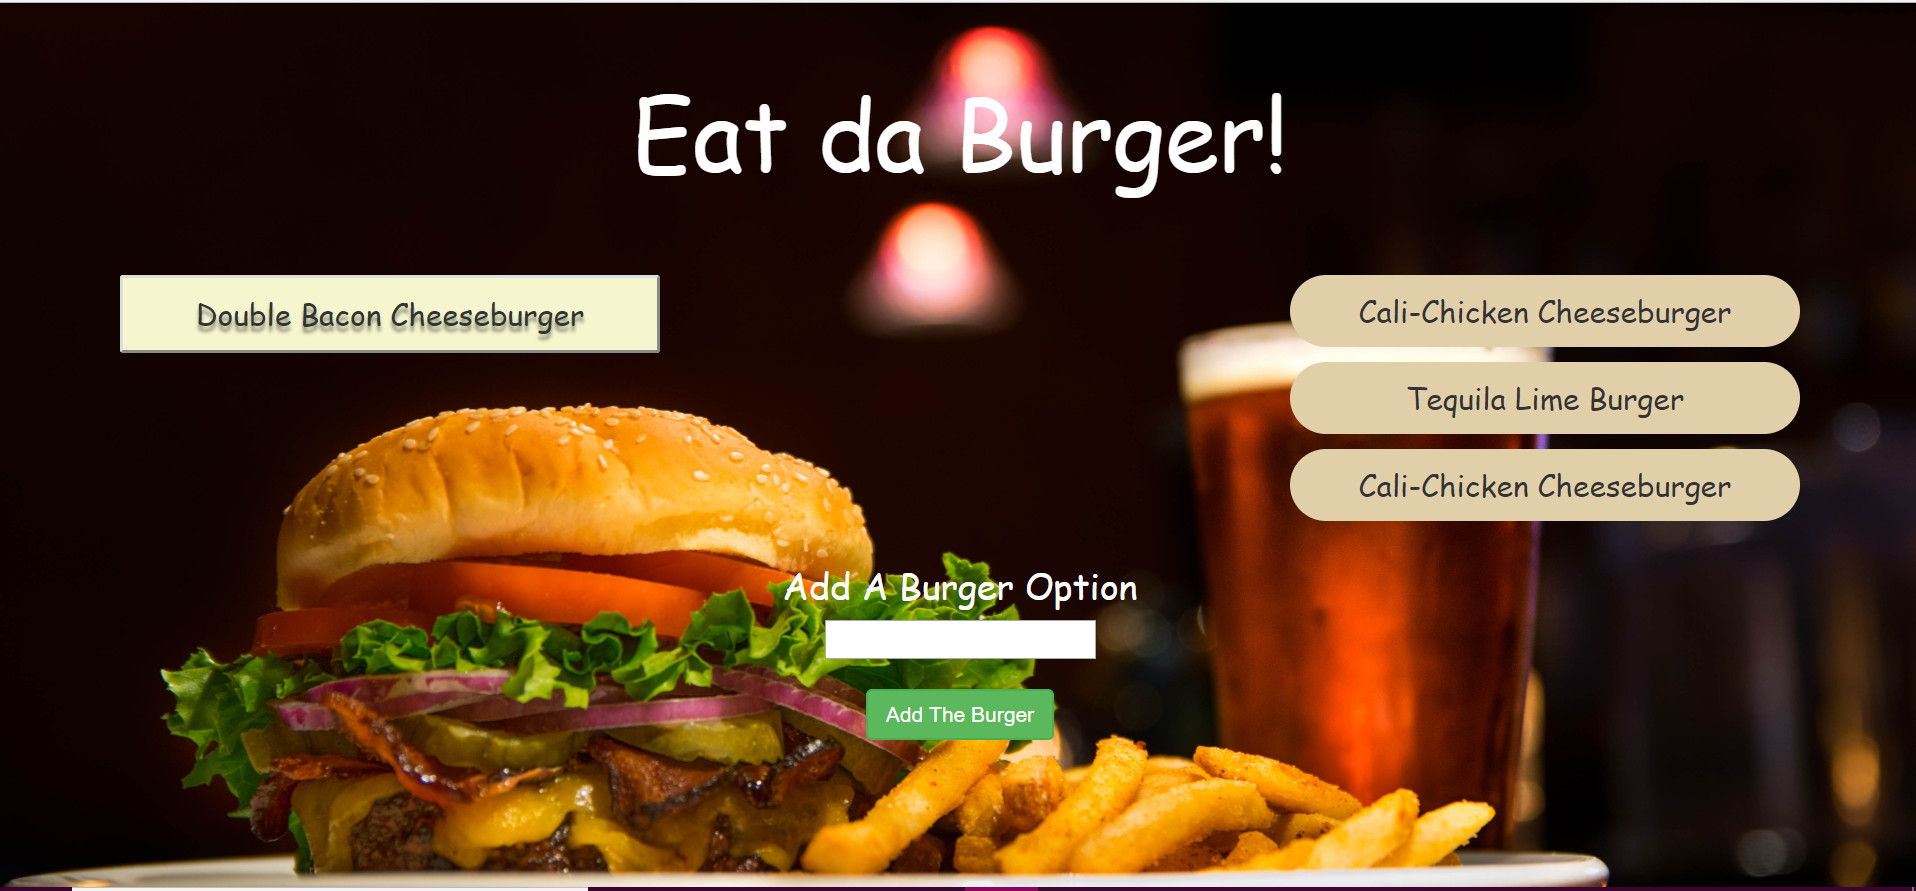 Eat da Burger!
Double Bacon Cheeseburger
Cali-Chicken Cheeseburger
Tequila Lime Burger
Cali-Chicken Cheeseburger
Add A Burger Option
Add The Burger